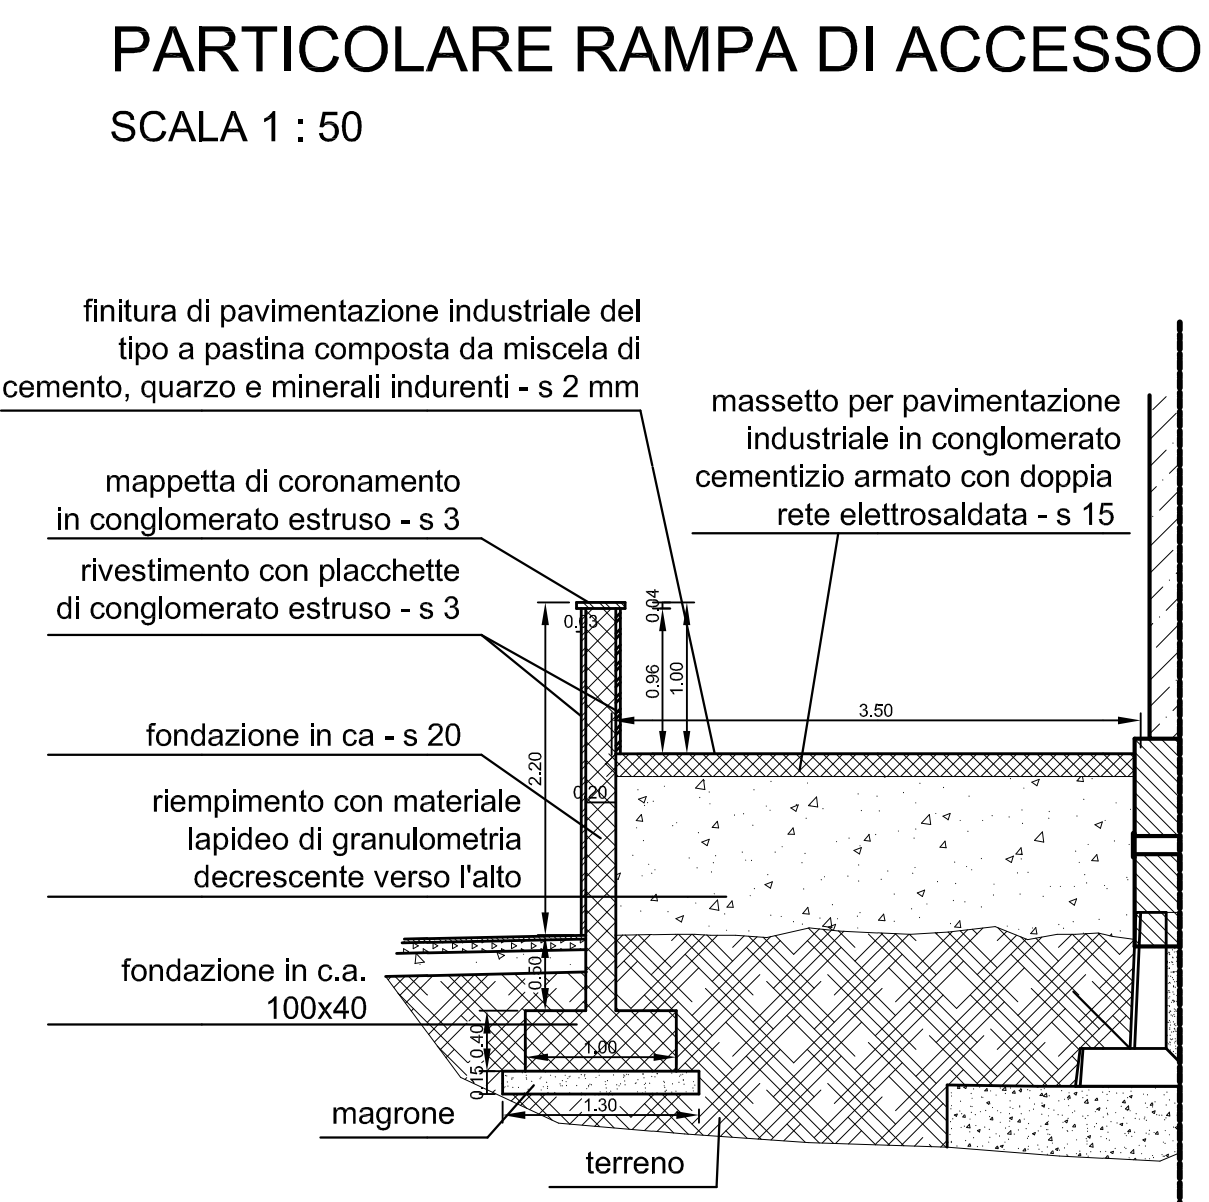 PARTICOLARE RAMPA DI ACCESSO
SCALA 1 : 50
finitura di pavimentazione industriale del
tipo a pastina composta da miscela di
cemento, quarzo e minerali indurenti - s 2 mm
massetto per pavimentazione
industriale in conglomerato
cementizio armato con doppia
rete elettrosaldata - s 15
mappetta di coronamento
in conglomerato estruso - s 3
rivestimento con placchette
di conglomerato estruso - s 3
0.03
0.04
0.96
1.00
3.50
fondazione in ca - s 20
2.20
0.20
riempimento con materiale
lapideo di granulometria
decrescente verso l'alto
fondazione in c.a.
100x40
0.50
0.40
1.00
0.15
1.30
magrone
terreno